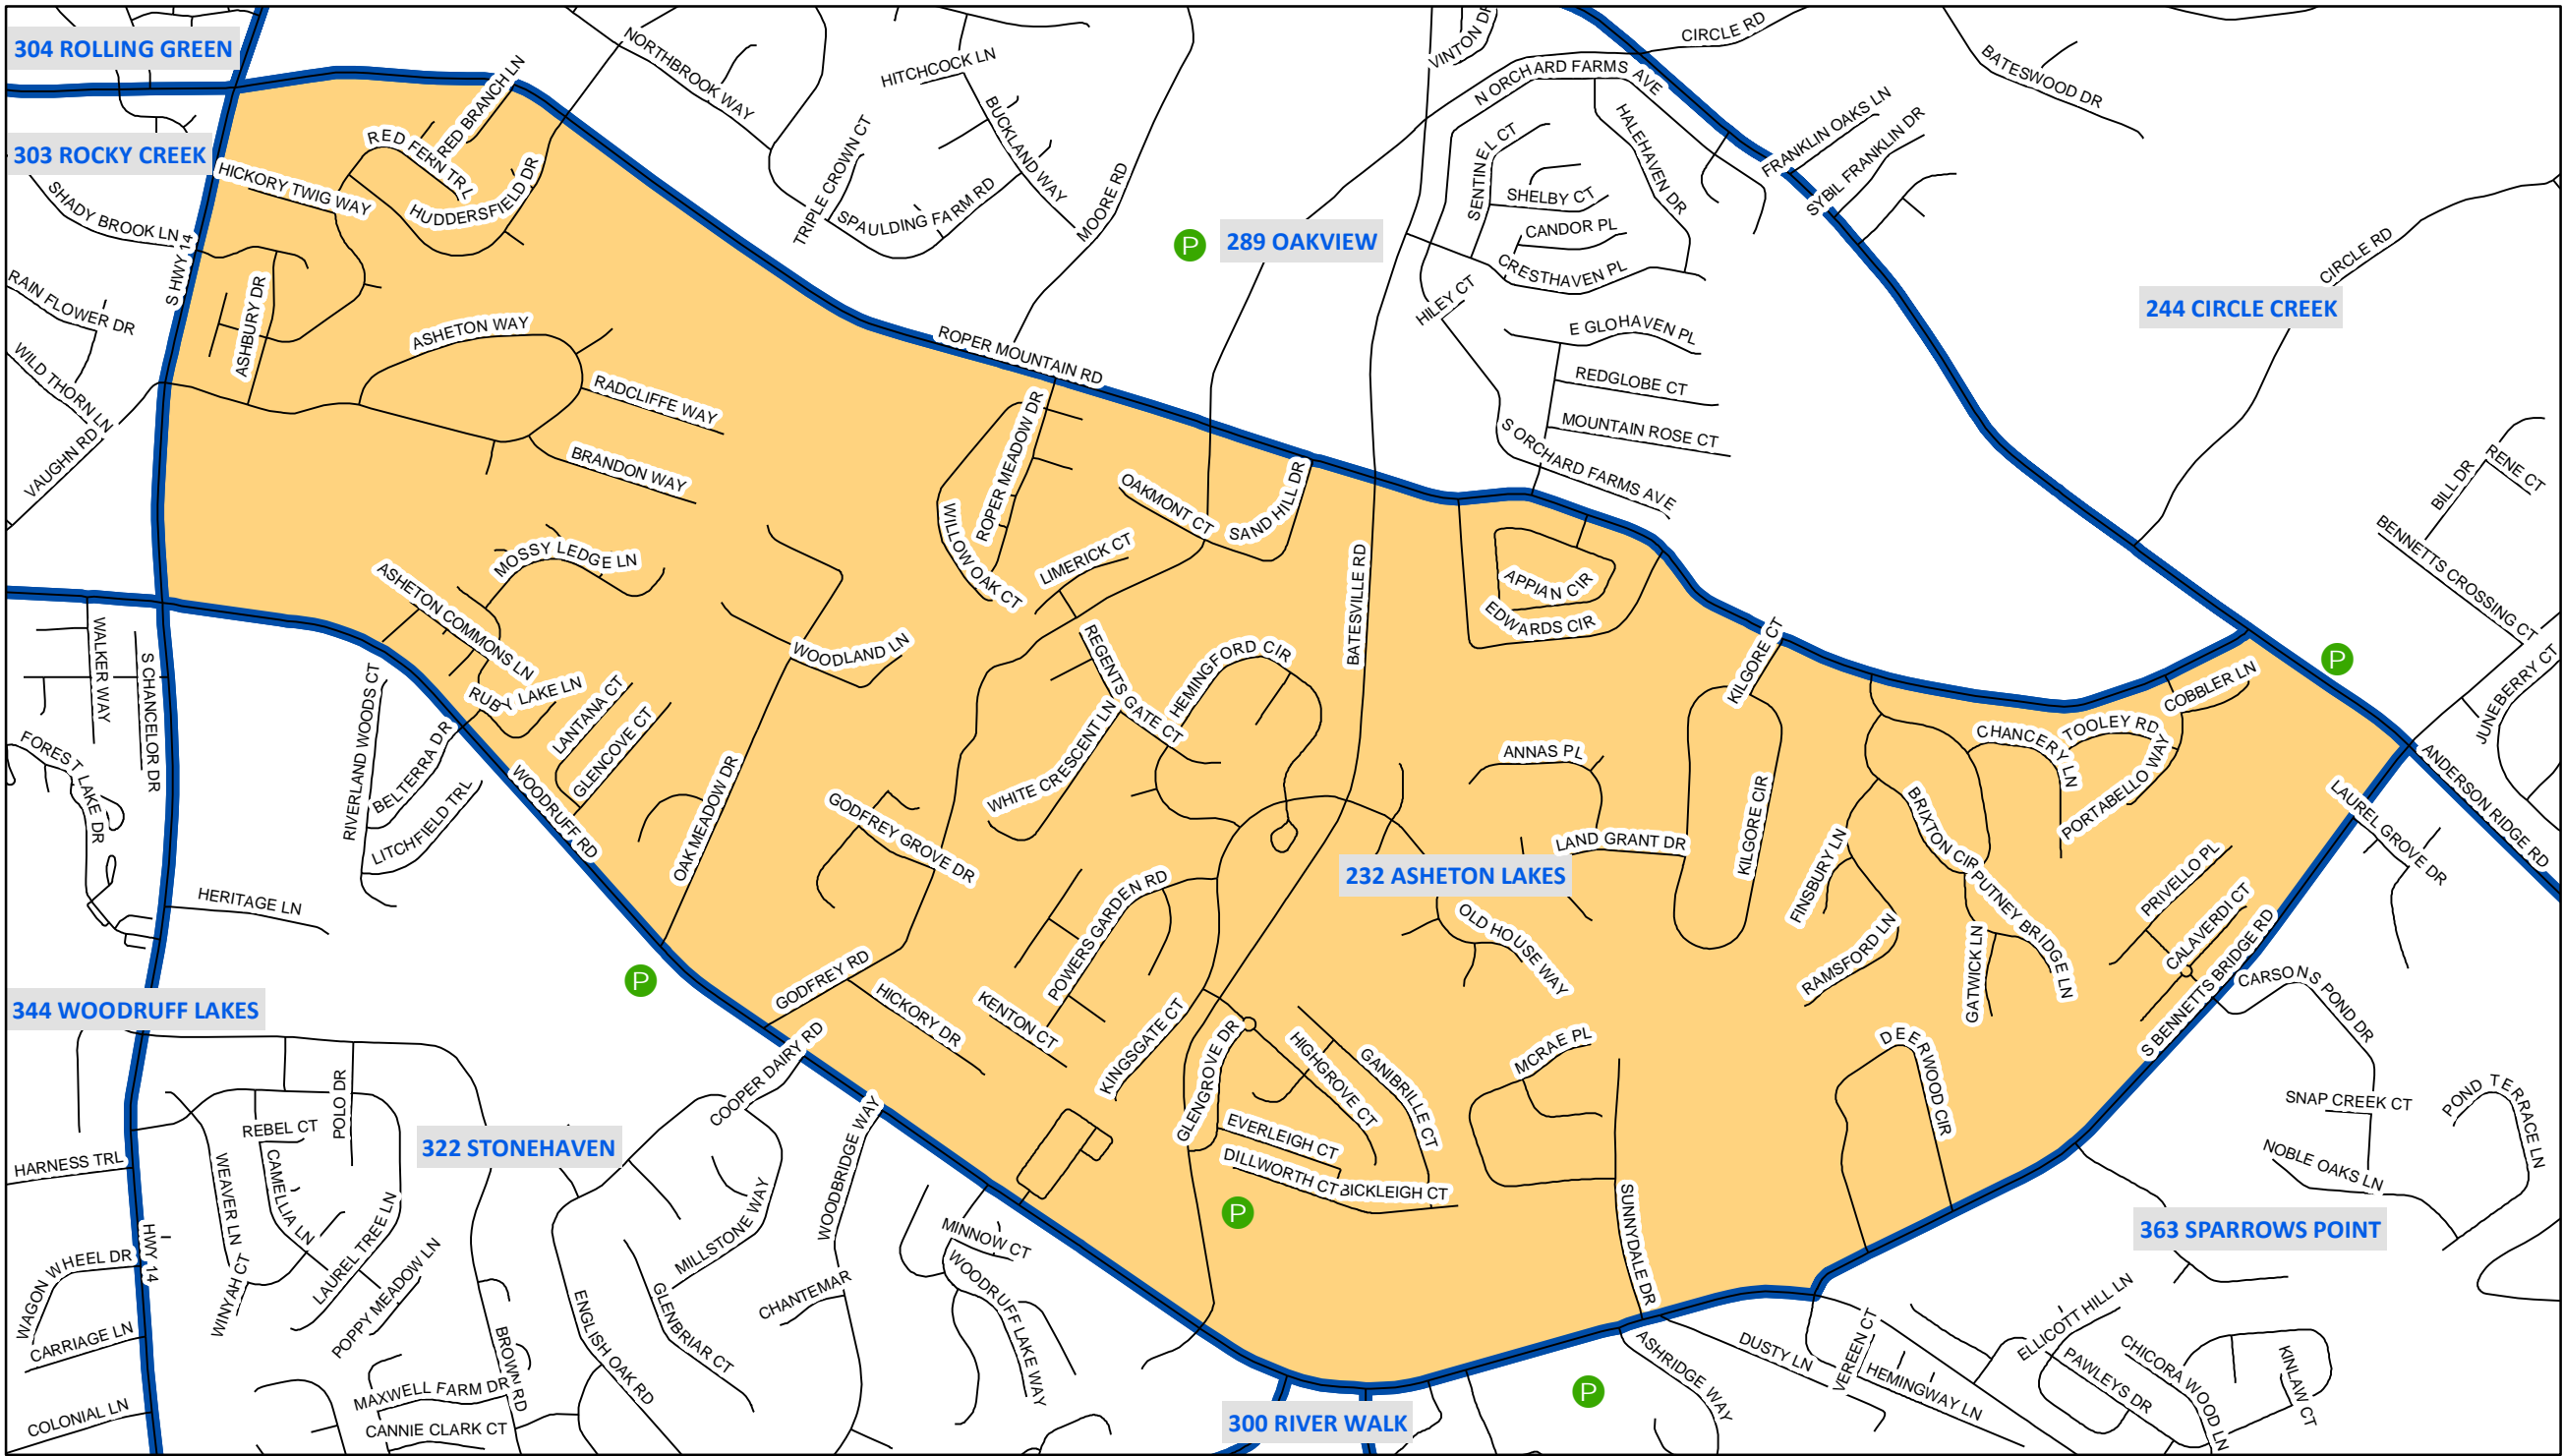 304 ROLLING GREEN
303 ROCKY CREEK
289 OAKVIEW
244 CIRCLE CREEK
232 ASHETON LAKES
344 WOODRUFF LAKES
322 STONEHAVEN
363 SPARROWS POINT
300 RIVER WALK
P
P
P
P
P
NORTHBROOK WAY
HITCHCOCK LN
BUCKLAND WAY
TRIPLE CROWN CT
SPAULDING FARM RD
MOORE RD
VINTON DR
CIRCLE RD
N ORCHARD FARMS AVE
BATESWOOD DR
FRANKLIN OAKS LN
SYBIL FRANKLIN DR
HALEHAVEN DR
SENTINEL CT
SHELBY CT
CANDOR PL
CRESTHAVEN PL
HILEY CT
E GLOHAVEN PL
REDGLOBE CT
MOUNTAIN ROSE CT
S ORCHARD FARMS AVE
CIRCLE RD
RENE CT
BILL DR
BENNETTS CROSSING CT
JUNEBERRY CT
RED BRANCH LN
RED FERN TRL
HUDDERSFIELD DR
HICKORY TWIG WAY
SHADY BROOK LN
S HWY 14
RAIN FLOWER DR
WILD THORN LN
VAUGHN RD
ASHBURY DR
ASHETON WAY
RADCLIFFE WAY
BRANDON WAY
ROPER MOUNTAIN RD
ROPER MEADOW DR
WILLOW OAK CT
OAKMONT CT
SAND HILL DR
LIMERICK CT
BATESVILLE RD
APPIAN CIR
EDWARDS CIR
MOSSY LEDGE LN
ASHETON COMMONS LN
RUBY LAKE LN
LANTANA CT
GLENCOVE CT
WOODLAND LN
OAK MEADOW DR
REGENTS GATE CT
HEMINGFORD CIR
WHITE CRESCENT LN
GODFREY GROVE DR
GODFREY RD
HICKORY DR
KENTON CT
POWERS GARDEN RD
KINGSGATE CT
GLENGROVE DR
HIGHGROVE CT
GANIBRILLE CT
EVERLEIGH CT
DILLWORTH CT
BICKLEIGH CT
ANNAS PL
LAND GRANT DR
KILGORE CT
KILGORE CIR
OLD HOUSE WAY
MCRAE PL
SUNNYDALE DR
FINSBURY LN
RAMSFORD LN
BRIXTON CIR
PUTNEY BRIDGE LN
GATWICK LN
DEERWOOD CIR
CHANCERY LN
TOOLEY RD
PORTABELLO WAY
COBBLER LN
PRIVELLO PL
CALAVERDI CT
S BENNETTS BRIDGE RD
ANDERSON RIDGE RD
LAUREL GROVE DR
CARSONS POND DR
SNAP CREEK CT
POND TERRACE LN
NOBLE OAKS LN
WALKER WAY
S CHANCELOR DR
FOREST LAKE DR
HERITAGE LN
RIVERLAND WOODS CT
BELTERRA DR
LITCHFIELD TRL
WOODRUFF RD
COOPER DAIRY RD
WOODBRIDGE WAY
MILLSTONE WAY
CHANTEMAR
GLENBRIAR CT
ENGLISH OAK RD
BROWN RD
MAXWELL FARM DR
CANNIE CLARK CT
POLO DR
REBEL CT
WEAVER LN
CAMELLIA LN
LAUREL TREE LN
POPPY MEADOW LN
WINYAH CT
HARNESS TRL
HWY 14
WAGON WHEEL DR
CARRIAGE LN
COLONIAL LN
MINNOW CT
WOODRUFF LAKE WAY
ASHRIDGE WAY
DUSTY LN
VEREEN CT
HEMINGWAY LN
ELLICOTT HILL LN
PAWLEYS DR
CHICORA WOOD LN
KINLAW CT